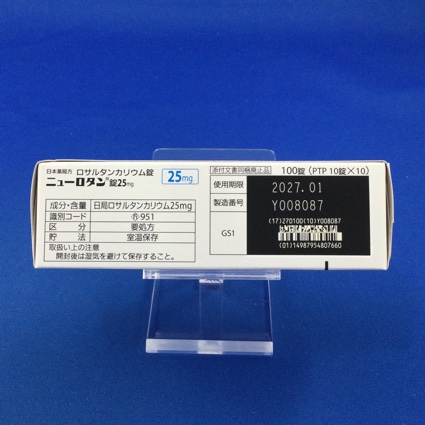 日本薬局方 ロサルタンカリウム錠
ニューロタン®錠25mg
25mg
成分・含量 日局ロサルタンカリウム25mg
識別コード 951
区分 要処方
貯法 室温保存
取扱い上の注意
開封後は湿気を避けて保存すること。
添付文書同梱廃止品 100錠 (PTP 10錠×10)
使用期限 2027.01
製造番号 Y008087
(17)270100(10)Y008087
GS1
(01)14987954807660